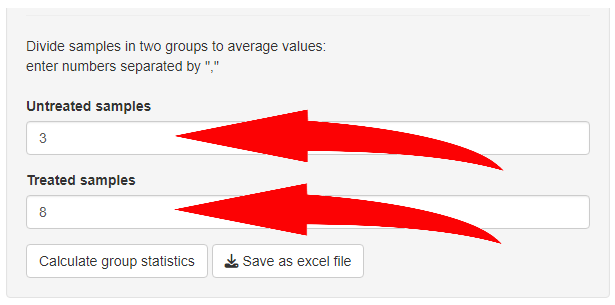 Divide samples in two groups to average values:
enter numbers separated by ","
Untreated samples
3
Treated samples
8
Calculate group statistics
Save as excel file